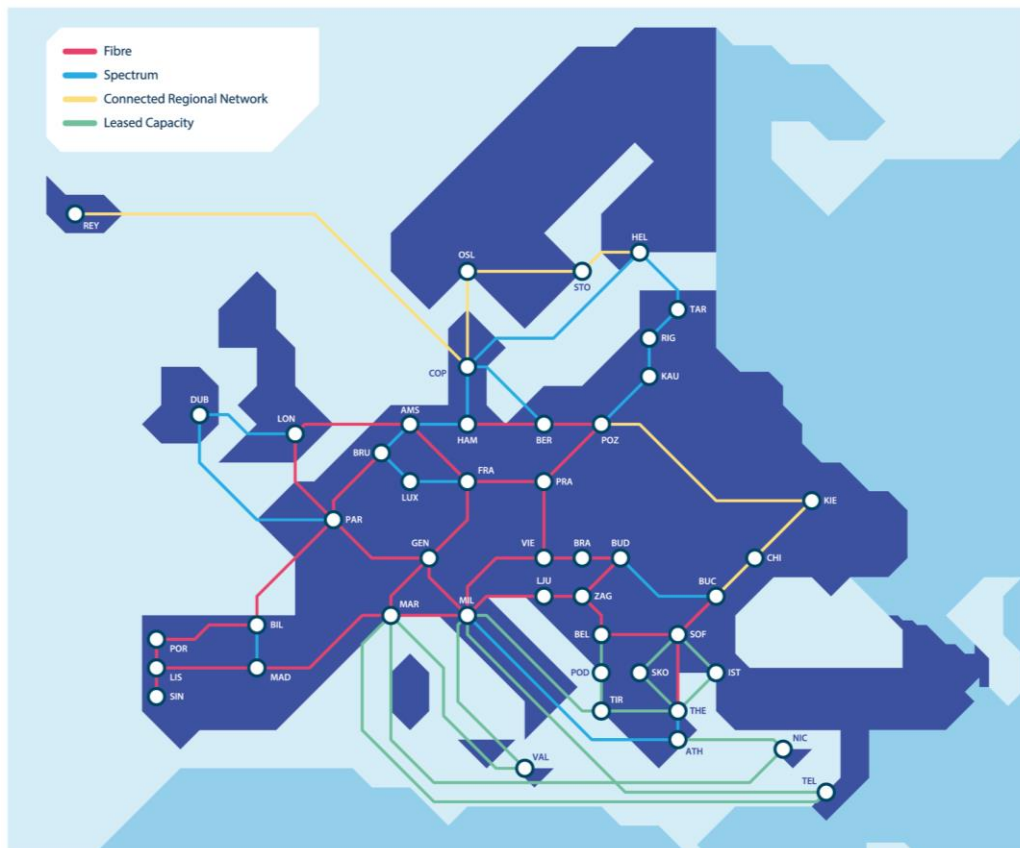 Fibre
Spectrum
Connected Regional Network
Leased Capacity
REY
HEL
OSL
STO
TAR
RIG
COP
KAU
DUB
LON
AMS
HAM
BER
POZ
BRU
FRA
PRA
LUX
KIE
PAR
GEN
VIE
BRA
BUD
CHI
LJU
ZAG
BUC
MAR
MIL
BIL
BEL
SOF
POR
MAD
POD
SKO
IST
LIS
SIN
TIR
THE
NIC
ATH
VAL
TEL